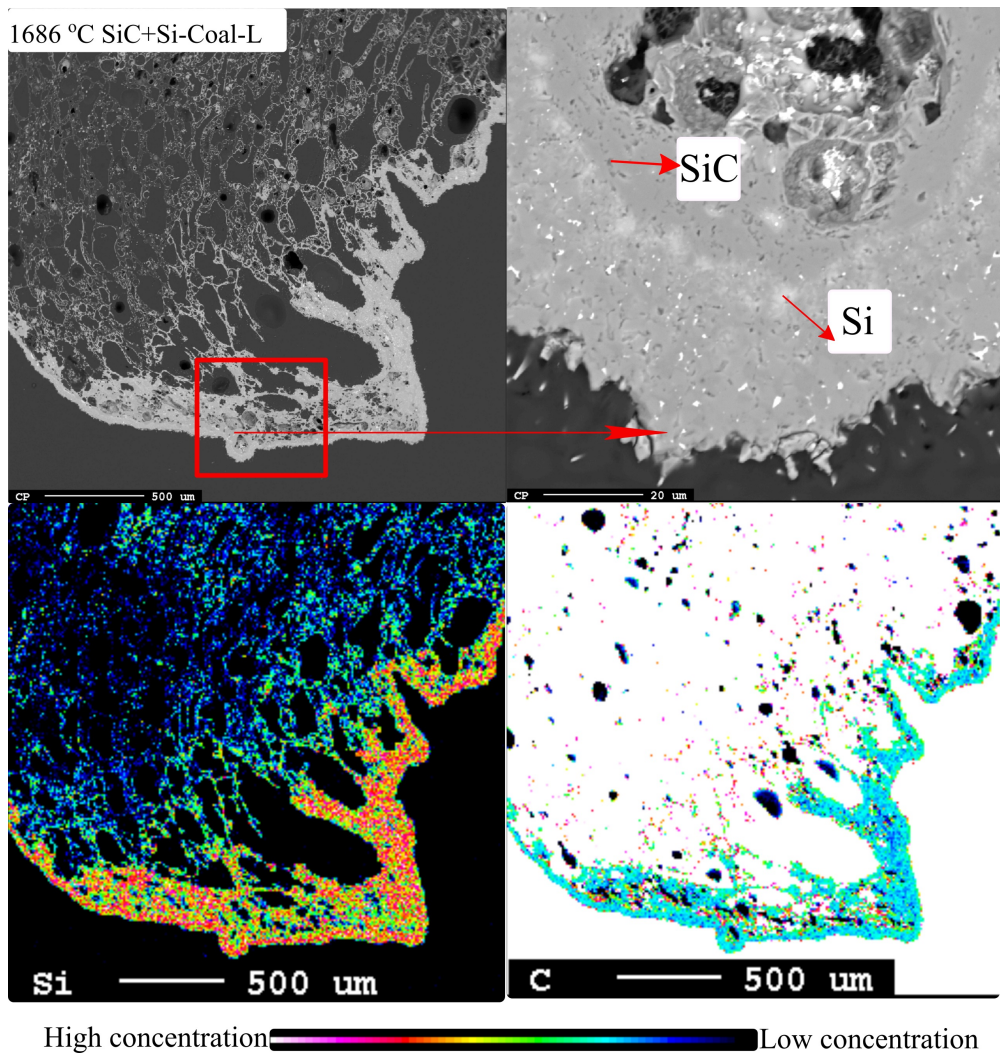 1686 °C SiC+Si-Coal-L
SiC
Si
CP 500 um
CP 20 um
Si 500 um
C 500 um
High concentration Low concentration